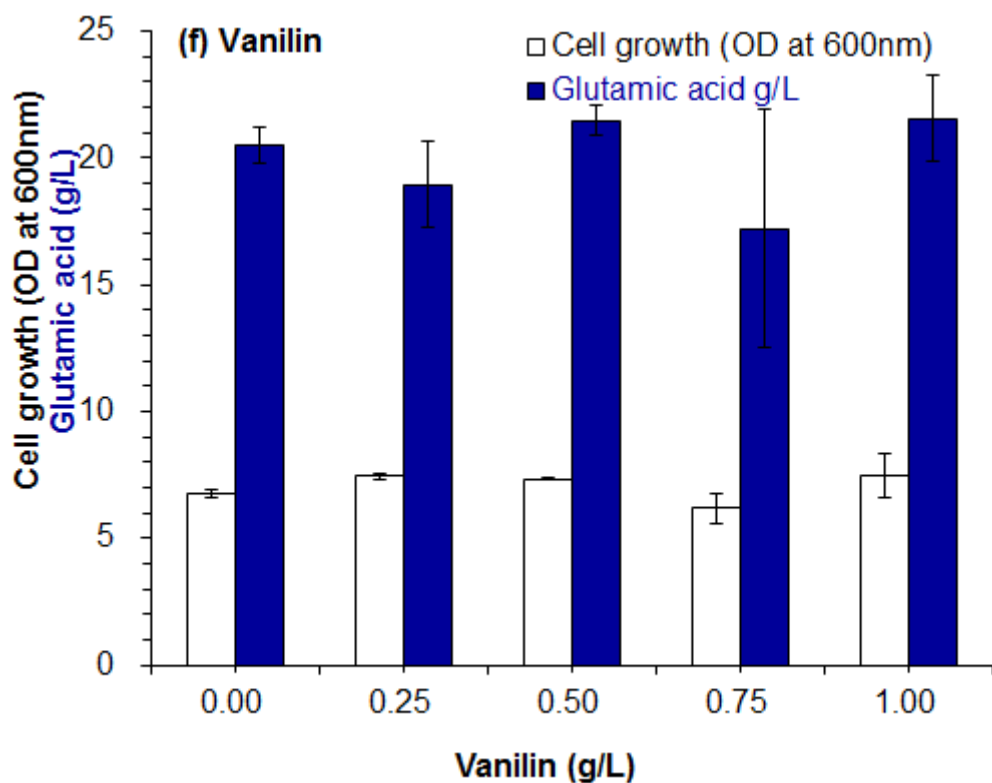 (f) Vanilin
Cell growth (OD at 600nm)
Glutamic acid g/L
Cell growth (OD at 600nm)
Glutamic acid (g/L)
25
20
15
10
5
0
0.00 0.25 0.50 0.75 1.00
Vanilin (g/L)